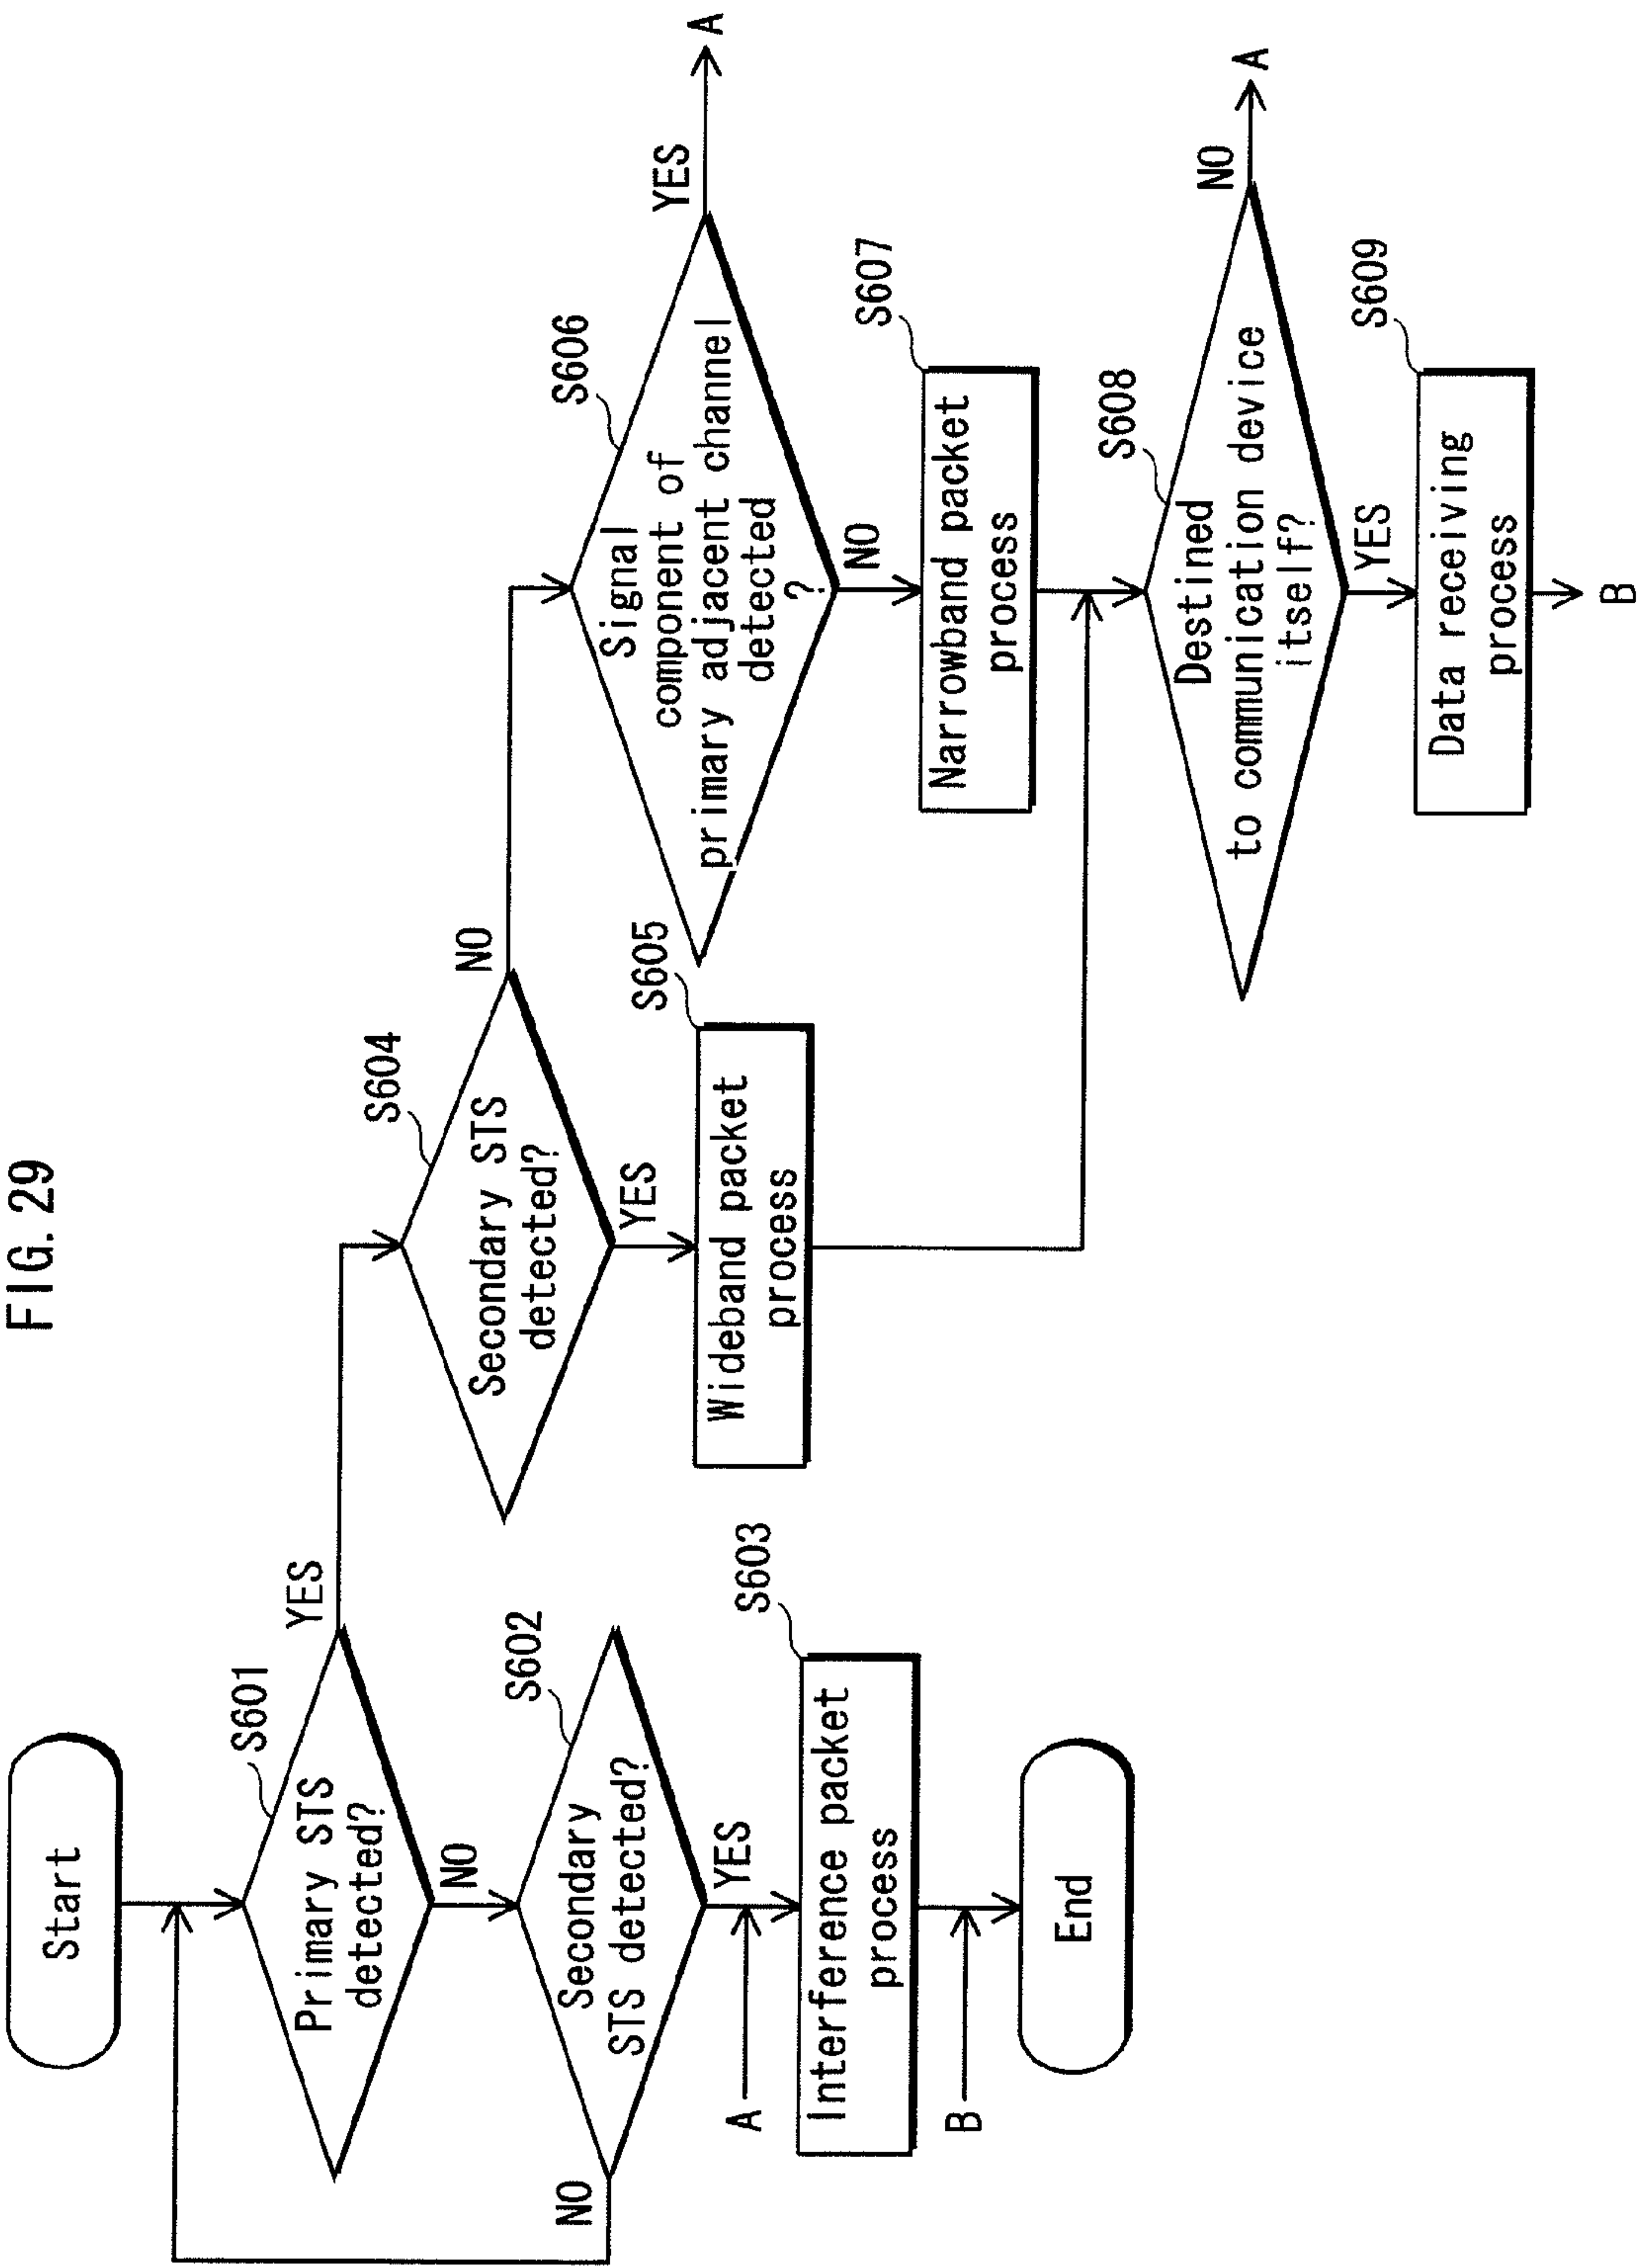 FIG. 29
Start
S601
Primary STS
detected?
YES
NO
S602
Secondary
STS detected?
NO
YES
A
S603
Interference packet
process
B
End
S604
Secondary STS
detected?
NO
YES
S605
Wideband packet
process
S606
Signal
component of
primary adjacent channel
detected
?
YES
A
NO
S607
Narrowband packet
process
S608
Destined
to communication device
itself?
NO
A
YES
S609
Data receiving
process
B